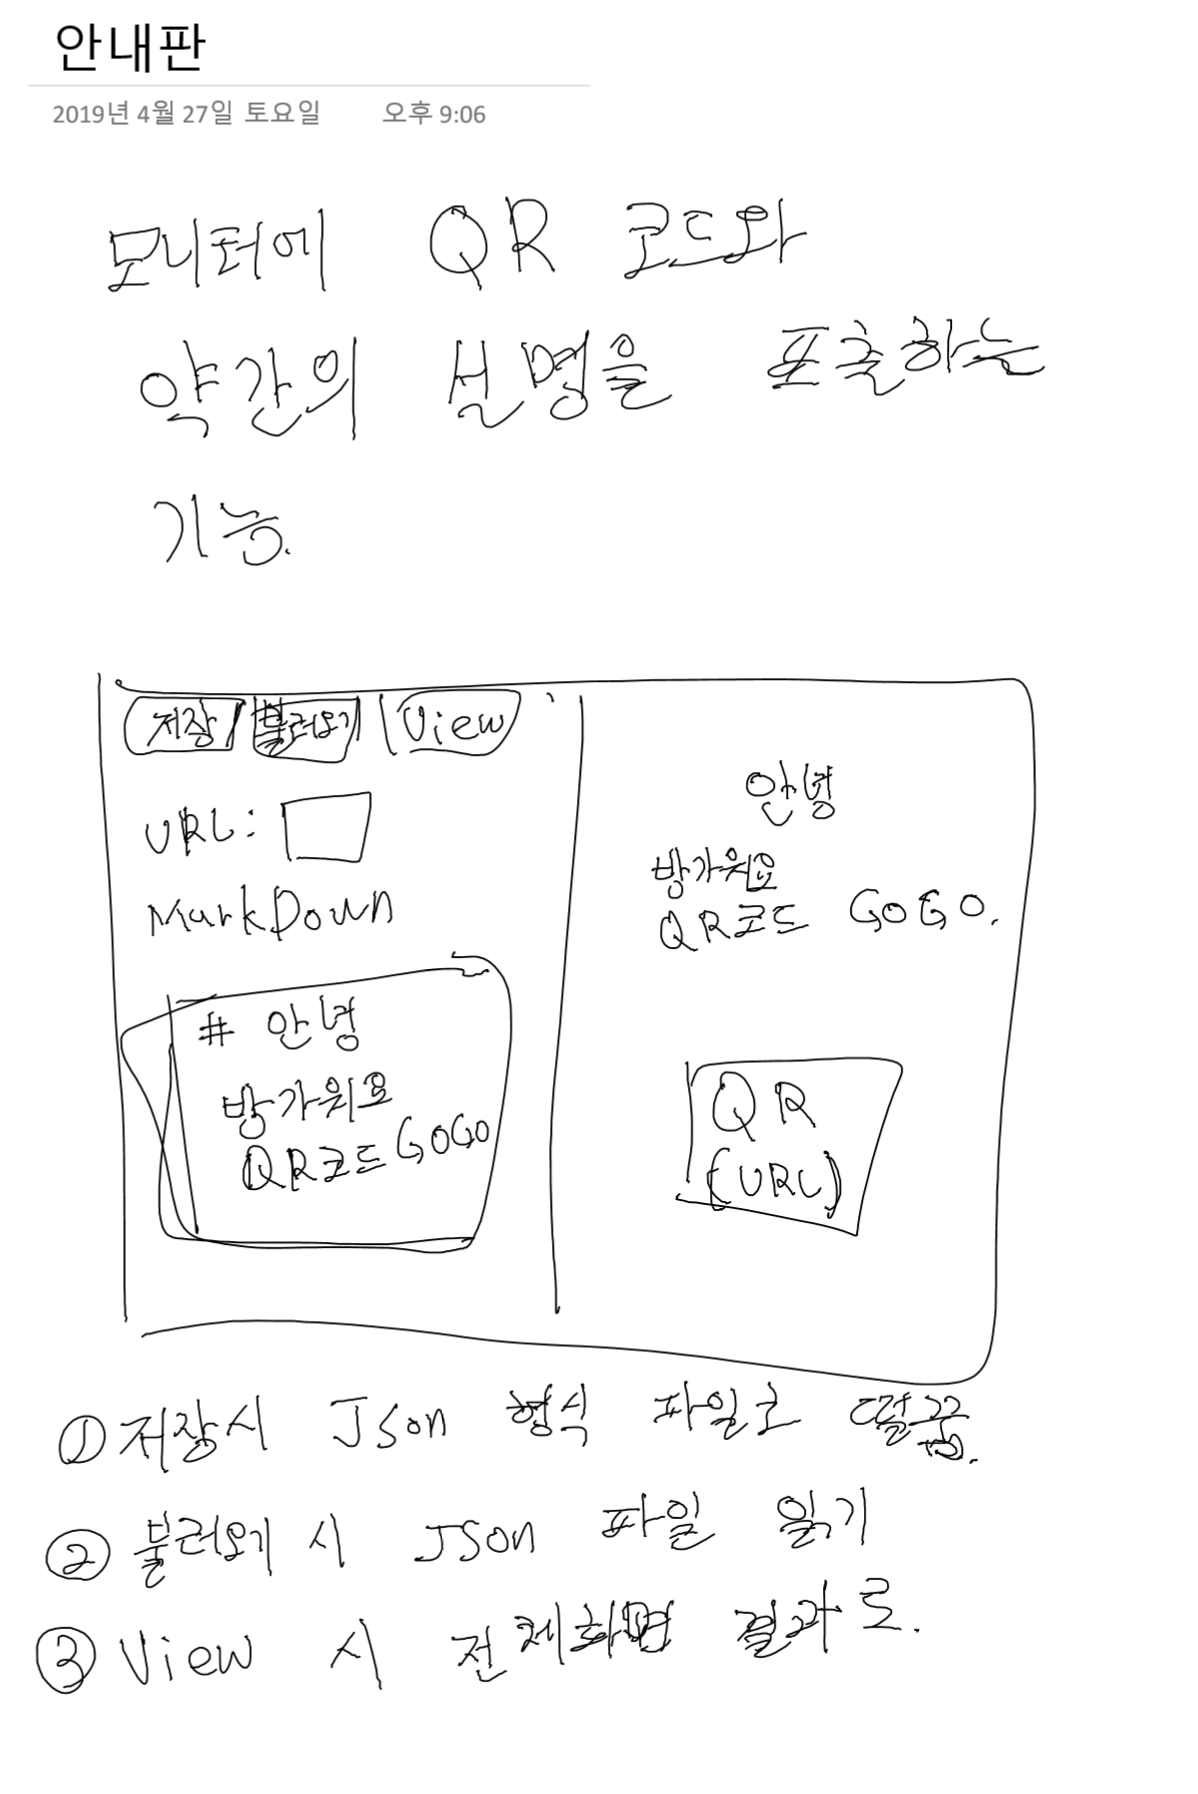 안내판
2019년 4월 27일 토요일 오후 9:06
모니터에 QR 코드와
약간의 설명을 표출하는
기능.
저장 불러오기 View
URL:
MarkDown
# 안녕
방가워요
QR코드 GOGO
안녕
방가워요
QR코드 GOGO.
QR
(URL)
① 저장시 Json 형식 파일로 떨굼.
② 불러오기 시 JSon 파일 읽기
③ View 시 전체화면 결과로.